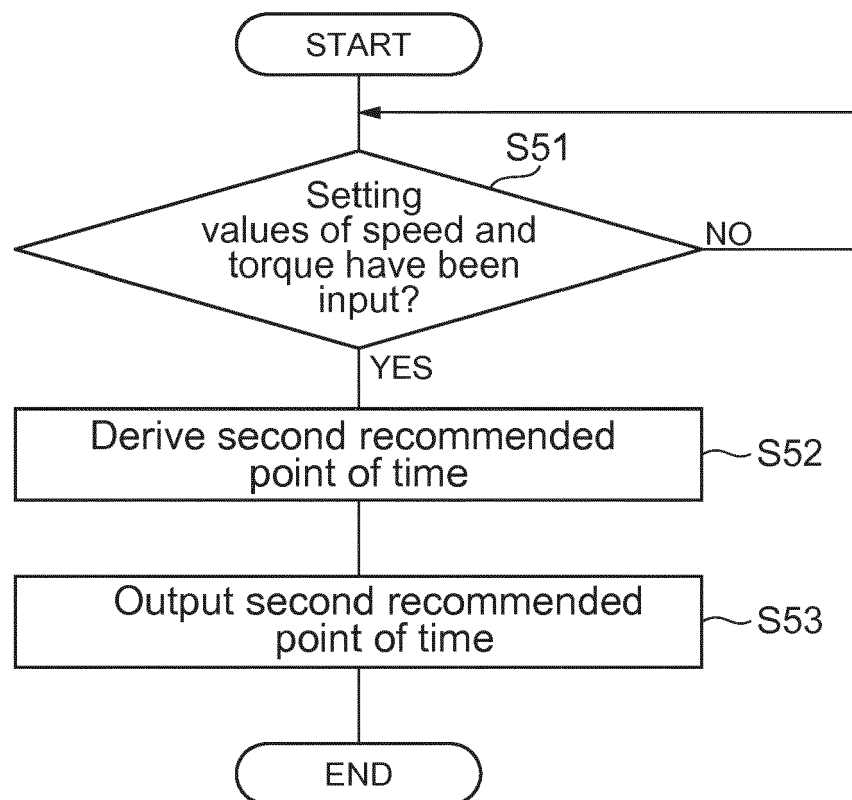 START
S51
Setting
values of speed and
torque have been
input?
NO
YES
Derive second recommended
point of time
S52
Output second recommended
point of time
S53
END